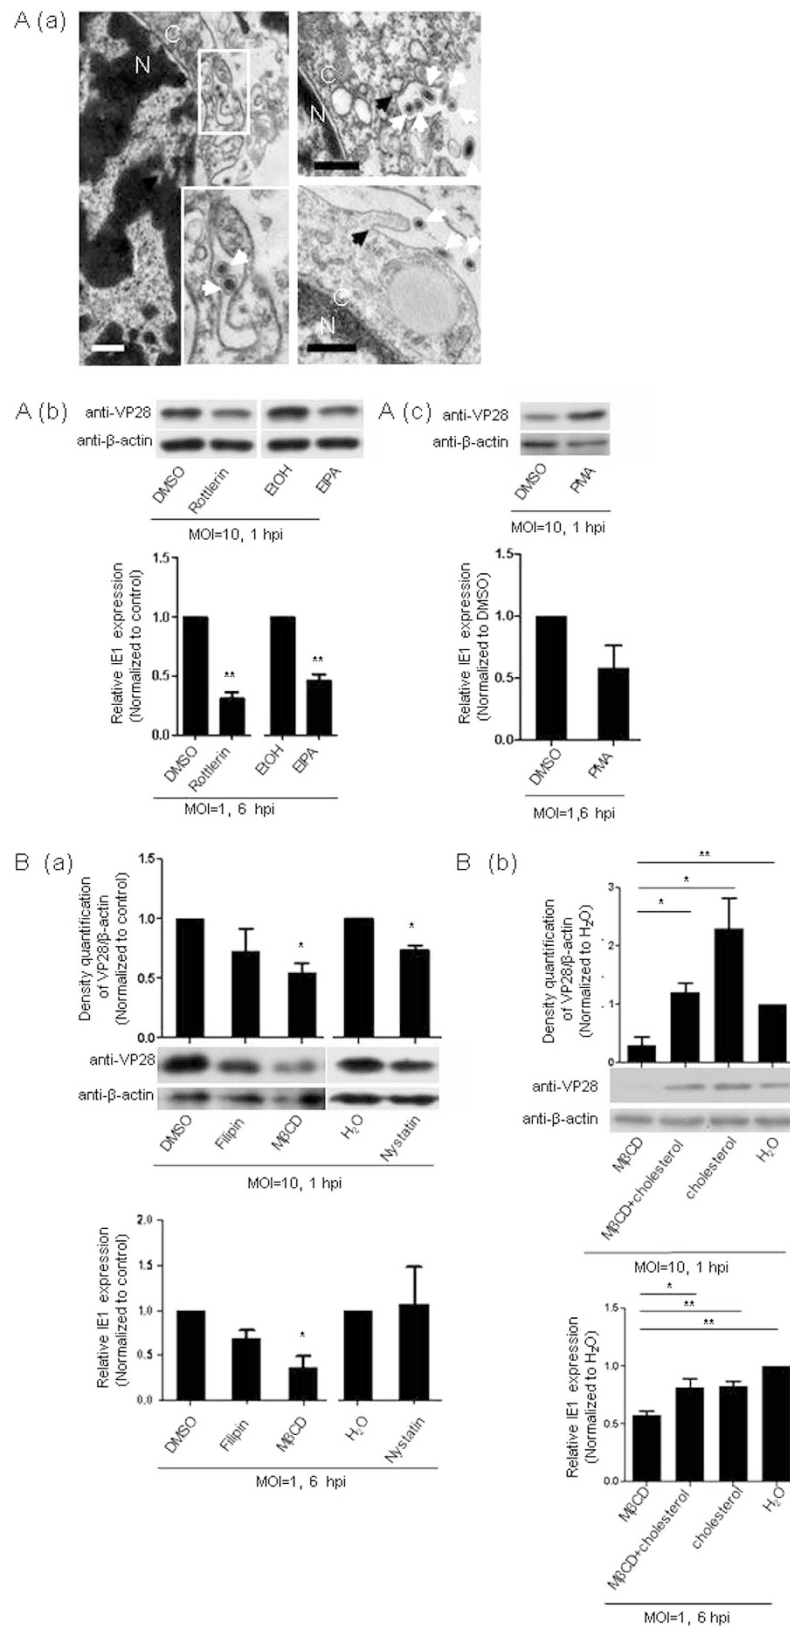 A (a)
C
N
C
N
C
N
A (b)
anti-VP28
anti-β-actin
DMSO
Rottlerin
EtOH
EIPA
MOI=10, 1 hpi
Relative IE1 expression
(Normalized to control)
1.5
1.0
0.5
0.0
**
**
DMSO
Rottlerin
EtOH
EIPA
MOI=1, 6 hpi
A (c)
anti-VP28
anti-β-actin
DMSO
PMA
MOI=10, 1 hpi
Relative IE1 expression
(Normalized to DMSO)
1.5
1.0
0.5
0.0
DMSO
PMA
MOI=1,6 hpi
B (a)
Density quantification
of VP28/β-actin
(Normalized to control)
1.5
1.0
0.5
0.0
*
*
anti-VP28
anti-β-actin
DMSO
Filipin
MβCD
H₂O
Nystatin
MOI=10, 1 hpi
Relative IE1 expression
(Normalized to control)
2.0
1.5
1.0
0.5
0.0
*
DMSO
Filipin
MβCD
H₂O
Nystatin
MOI=1, 6 hpi
B (b)
Density quantification
of VP28/β-actin
(Normalized to H₂O)
3
2
1
0
**
*
*
anti-VP28
anti-β-actin
MβCD
MβCD+cholesterol
cholesterol
H₂O
MOI=10, 1 hpi
Relative IE1 expression
(Normalized to H₂O)
1.5
1.0
0.5
0.0
*
**
**
MβCD
MβCD+cholesterol
cholesterol
H₂O
MOI=1, 6 hpi